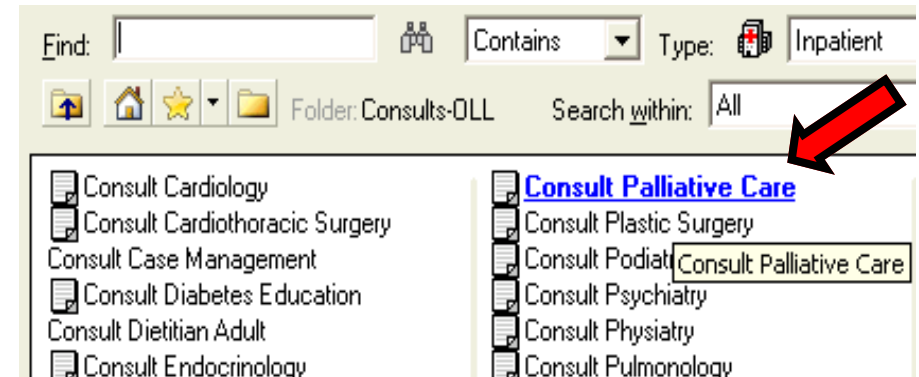 Find: Contains Type: Inpatient
Folder: Consults-OLL Search within: All
Consult Cardiology
Consult Cardiothoracic Surgery
Consult Case Management
Consult Diabetes Education
Consult Dietitian Adult
Consult Endocrinology
Consult Palliative Care
Consult Plastic Surgery
Consult Podiat
Consult Palliative Care
Consult Psychiatry
Consult Physiatry
Consult Pulmonology